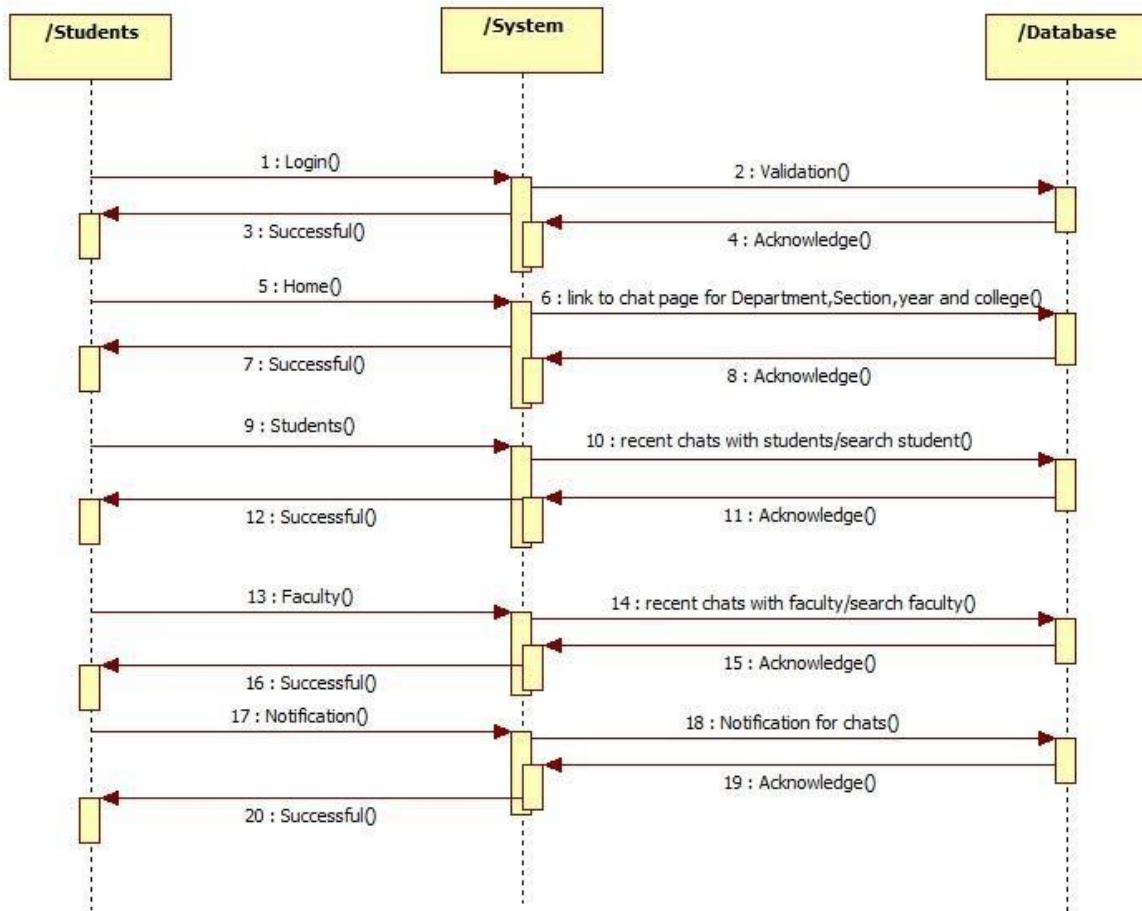 /Students
/System
/Database
1 : Login()
2 : Validation()
3 : Successful()
4 : Acknowledge()
5 : Home()
6 : link to chat page for Department,Section,year and college()
7 : Successful()
8 : Acknowledge()
9 : Students()
10 : recent chats with students/search student()
12 : Successful()
11 : Acknowledge()
13 : Faculty()
14 : recent chats with faculty/search faculty()
15 : Acknowledge()
16 : Successful()
17 : Notification()
18 : Notification for chats()
19 : Acknowledge()
20 : Successful()